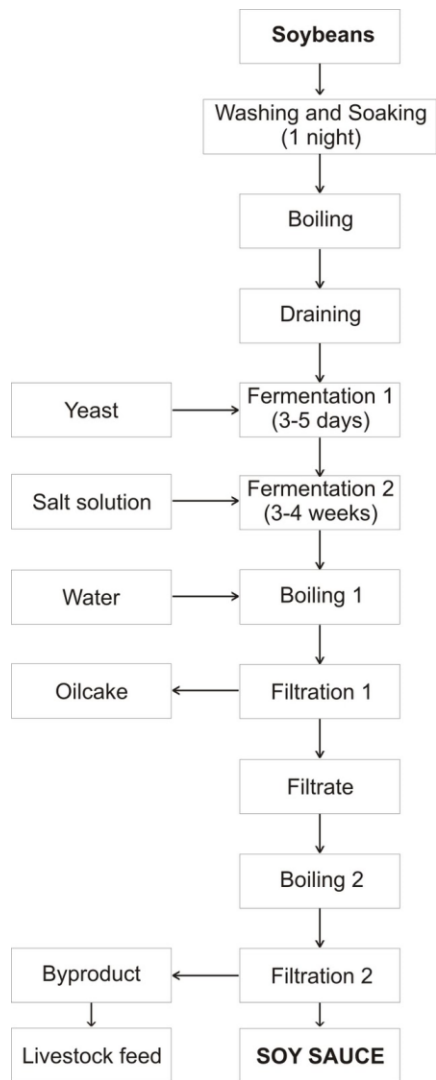 Soybeans
Washing and Soaking
(1 night)
Boiling
Draining
Yeast
Fermentation 1
(3-5 days)
Salt solution
Fermentation 2
(3-4 weeks)
Water
Boiling 1
Oilcake
Filtration 1
Filtrate
Boiling 2
Byproduct
Filtration 2
Livestock feed
SOY SAUCE